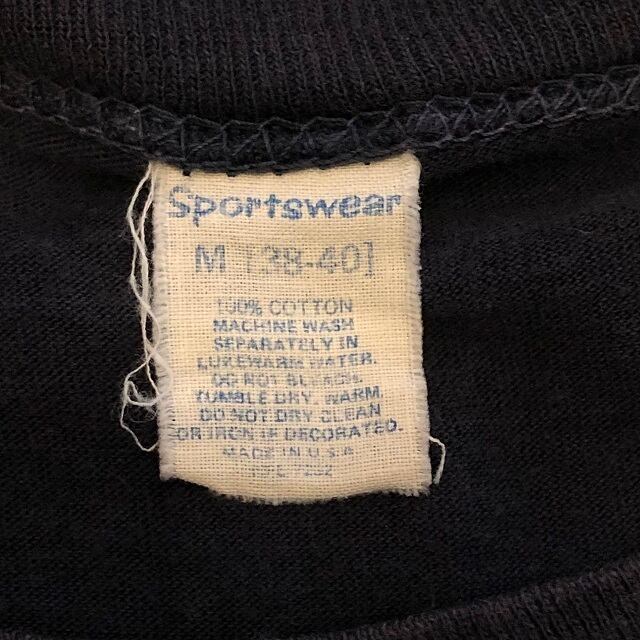 Sportswear
M [38-40]
100% COTTON
MACHINE WASH
SEPARATELY IN
LUKEWARM WATER.
DO NOT BLEACH.
TUMBLE DRY, WARM.
DO NOT DRY CLEAN
OR IRON IF DECORATED.
MADE IN U.S.A